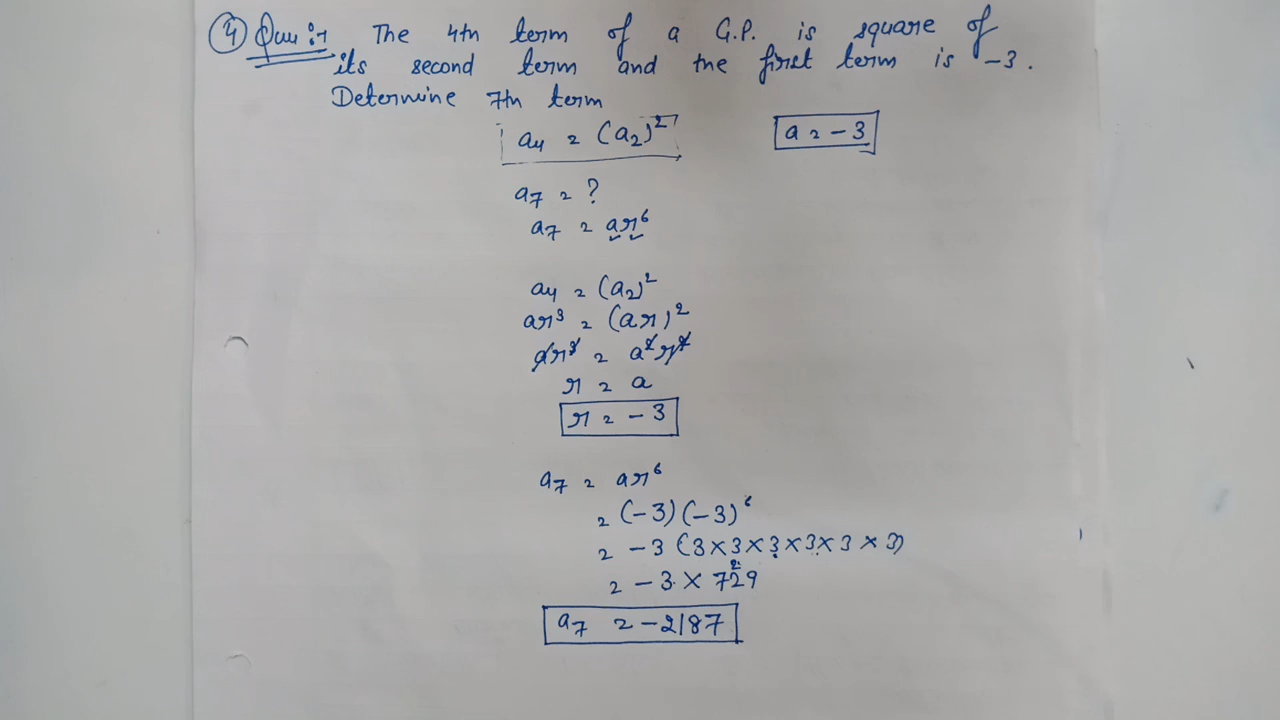 ④ Que :- The 4th term of a G.P. is square of
its second term and the first term is -3.
Determine 7th term
a₄ = (a₂)² a = -3
a₇ = ?
a₇ = ar⁶
a₄ = (a₂)²
ar³ = (ar)²
ar³ = a²r²
r = a
r = -3
a₇ = ar⁶
= (-3) (-3)⁶
= -3 (3×3×3×3×3×3)
= -3 × 729
a₇ = -2187